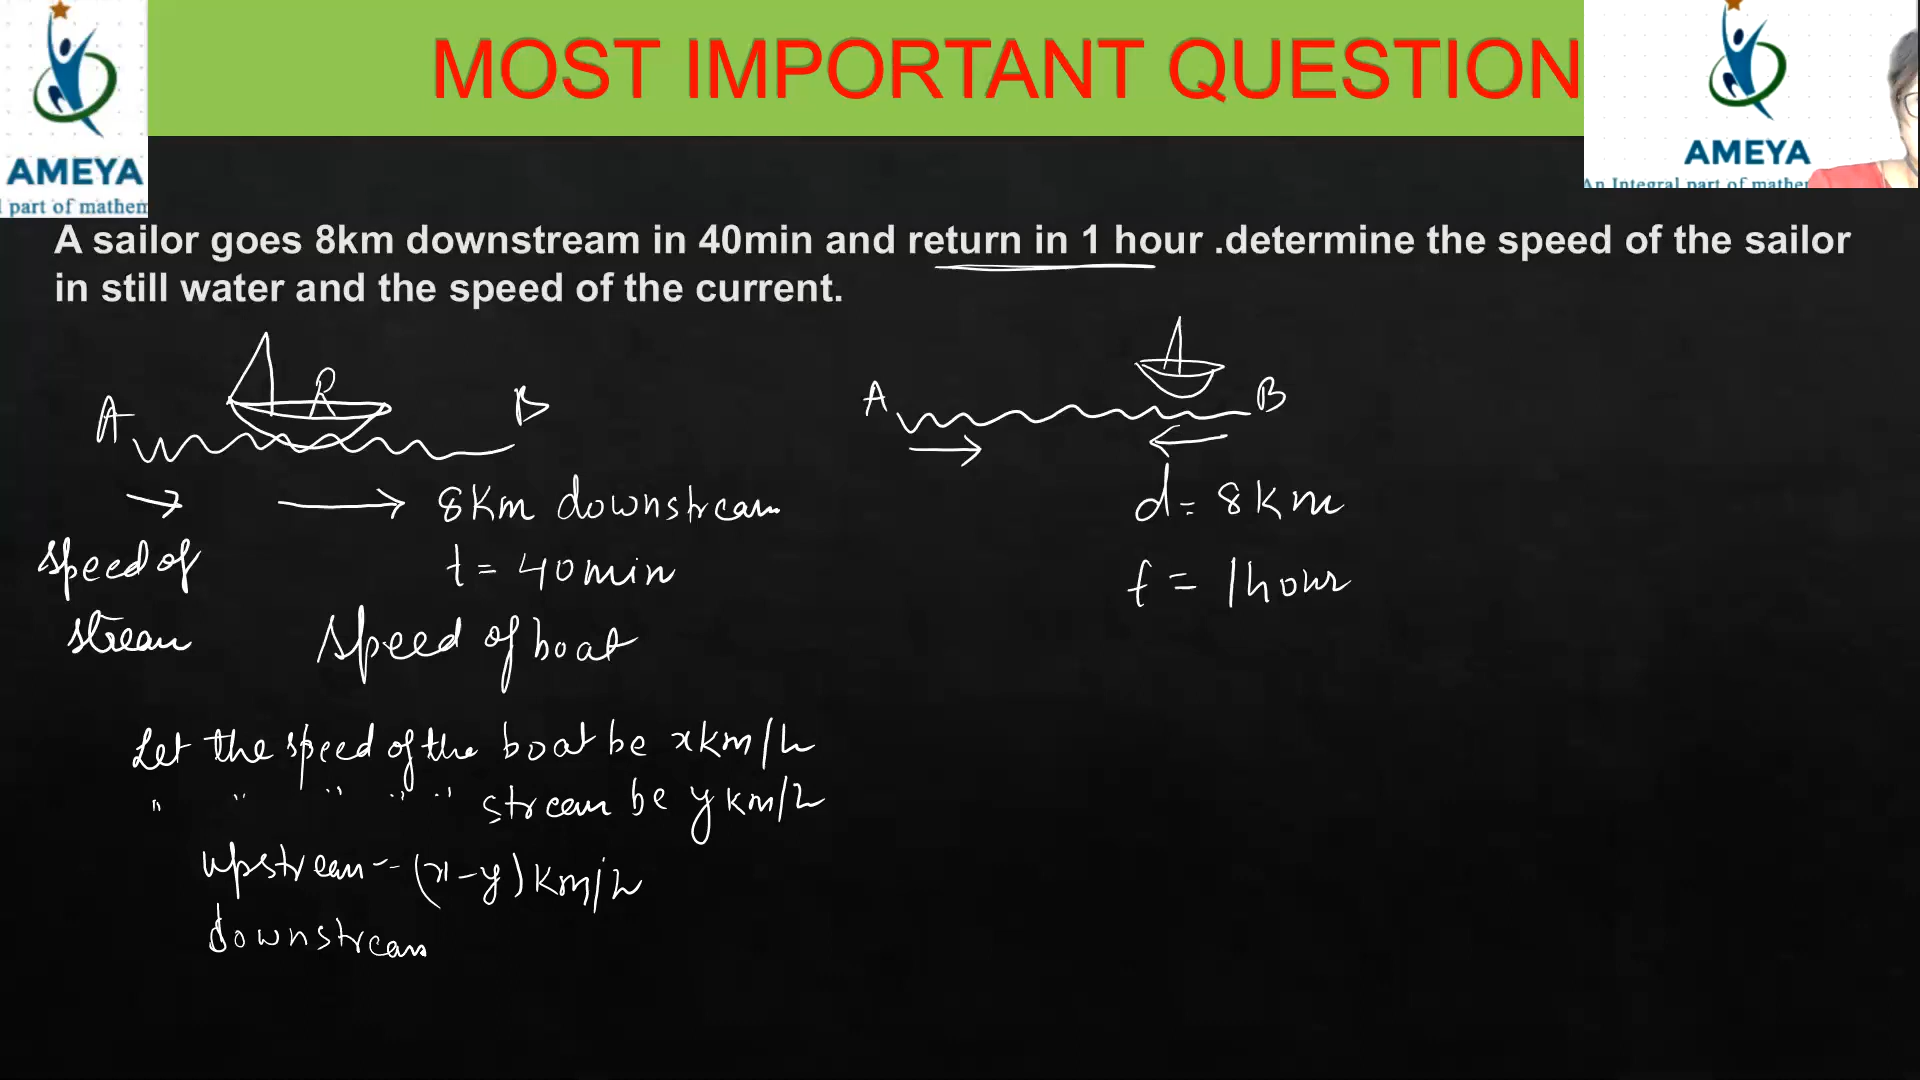 MOST IMPORTANT QUESTION
AMEYA
l part of mathem
AMEYA
An Integral part of mathe
A sailor goes 8km downstream in 40min and return in 1 hour .determine the speed of the sailor
in still water and the speed of the current.
A B
A B
8km downstream
d = 8km
speed of
stream
t = 40min
t = 1hour
speed of boat
Let the speed of the boat be x km/h
" " " " " stream be y km/h
upstream - (x-y) km/h
downstream